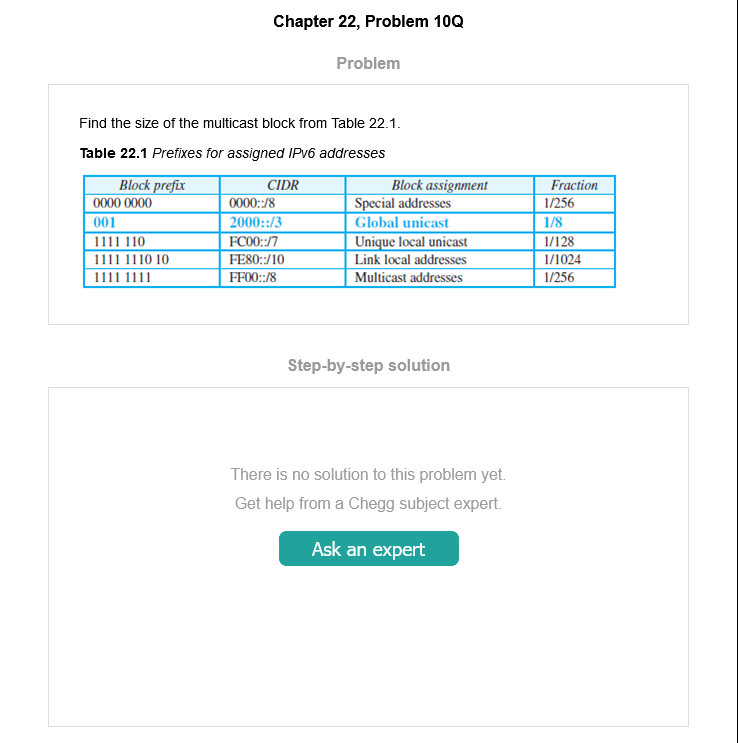 Chapter 22, Problem 10Q
Problem
Find the size of the multicast block from Table 22.1.
Table 22.1 Prefixes for assigned IPv6 addresses
Block prefix CIDR Block assignment Fraction
0000 0000 0000::/8 Special addresses 1/256
001 2000::/3 Global unicast 1/8
1111 110 FC00::/7 Unique local unicast 1/128
1111 1110 10 FE80::/10 Link local addresses 1/1024
1111 1111 FF00::/8 Multicast addresses 1/256
Step-by-step solution
There is no solution to this problem yet.
Get help from a Chegg subject expert.
Ask an expert